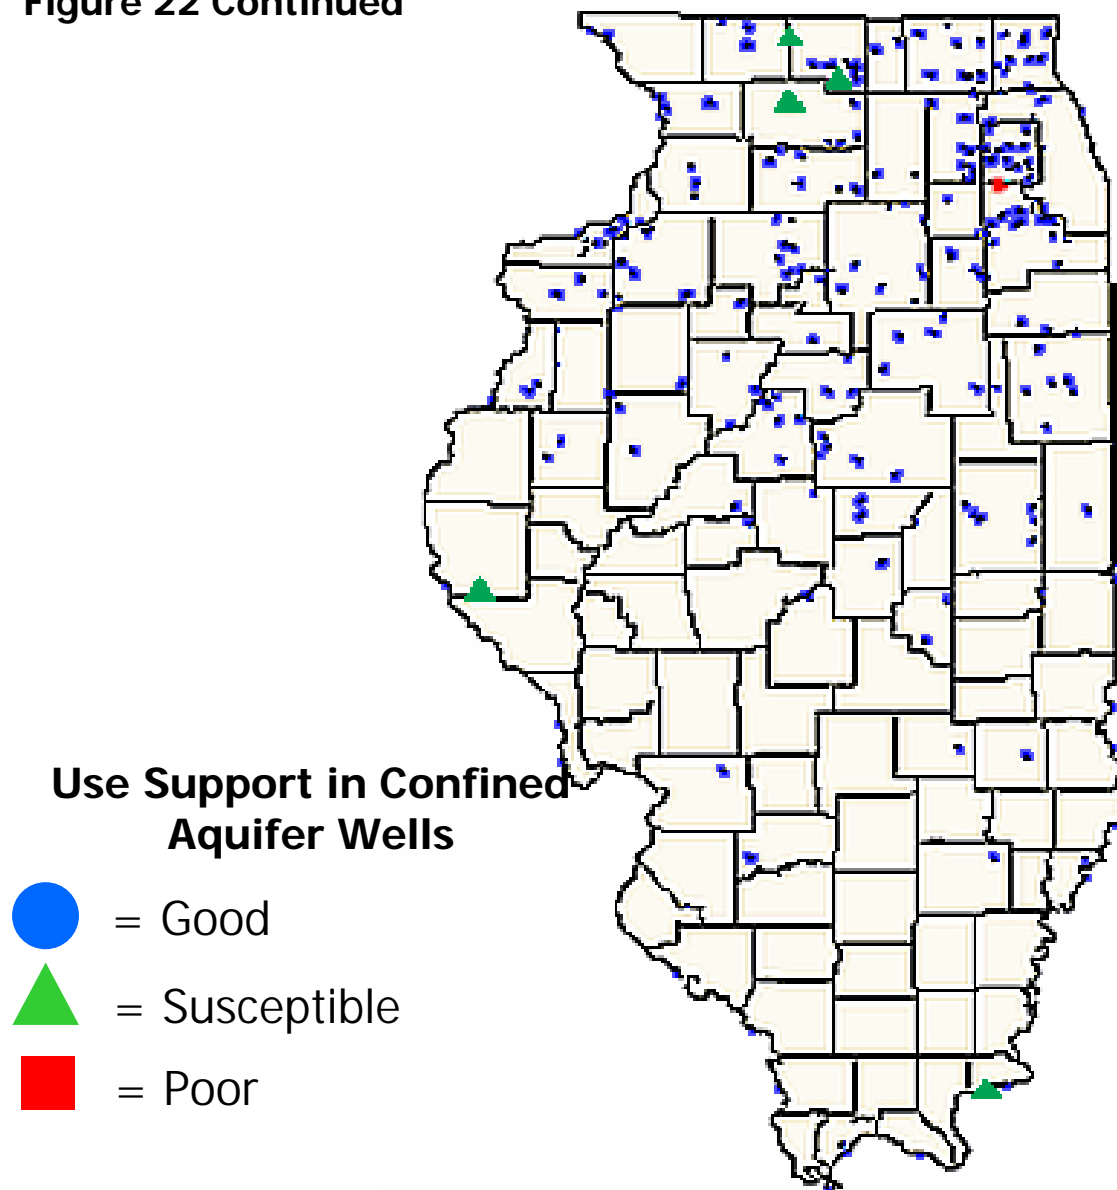 Figure 22 Continued
Use Support in Confined
Aquifer Wells
= Good
= Susceptible
= Poor